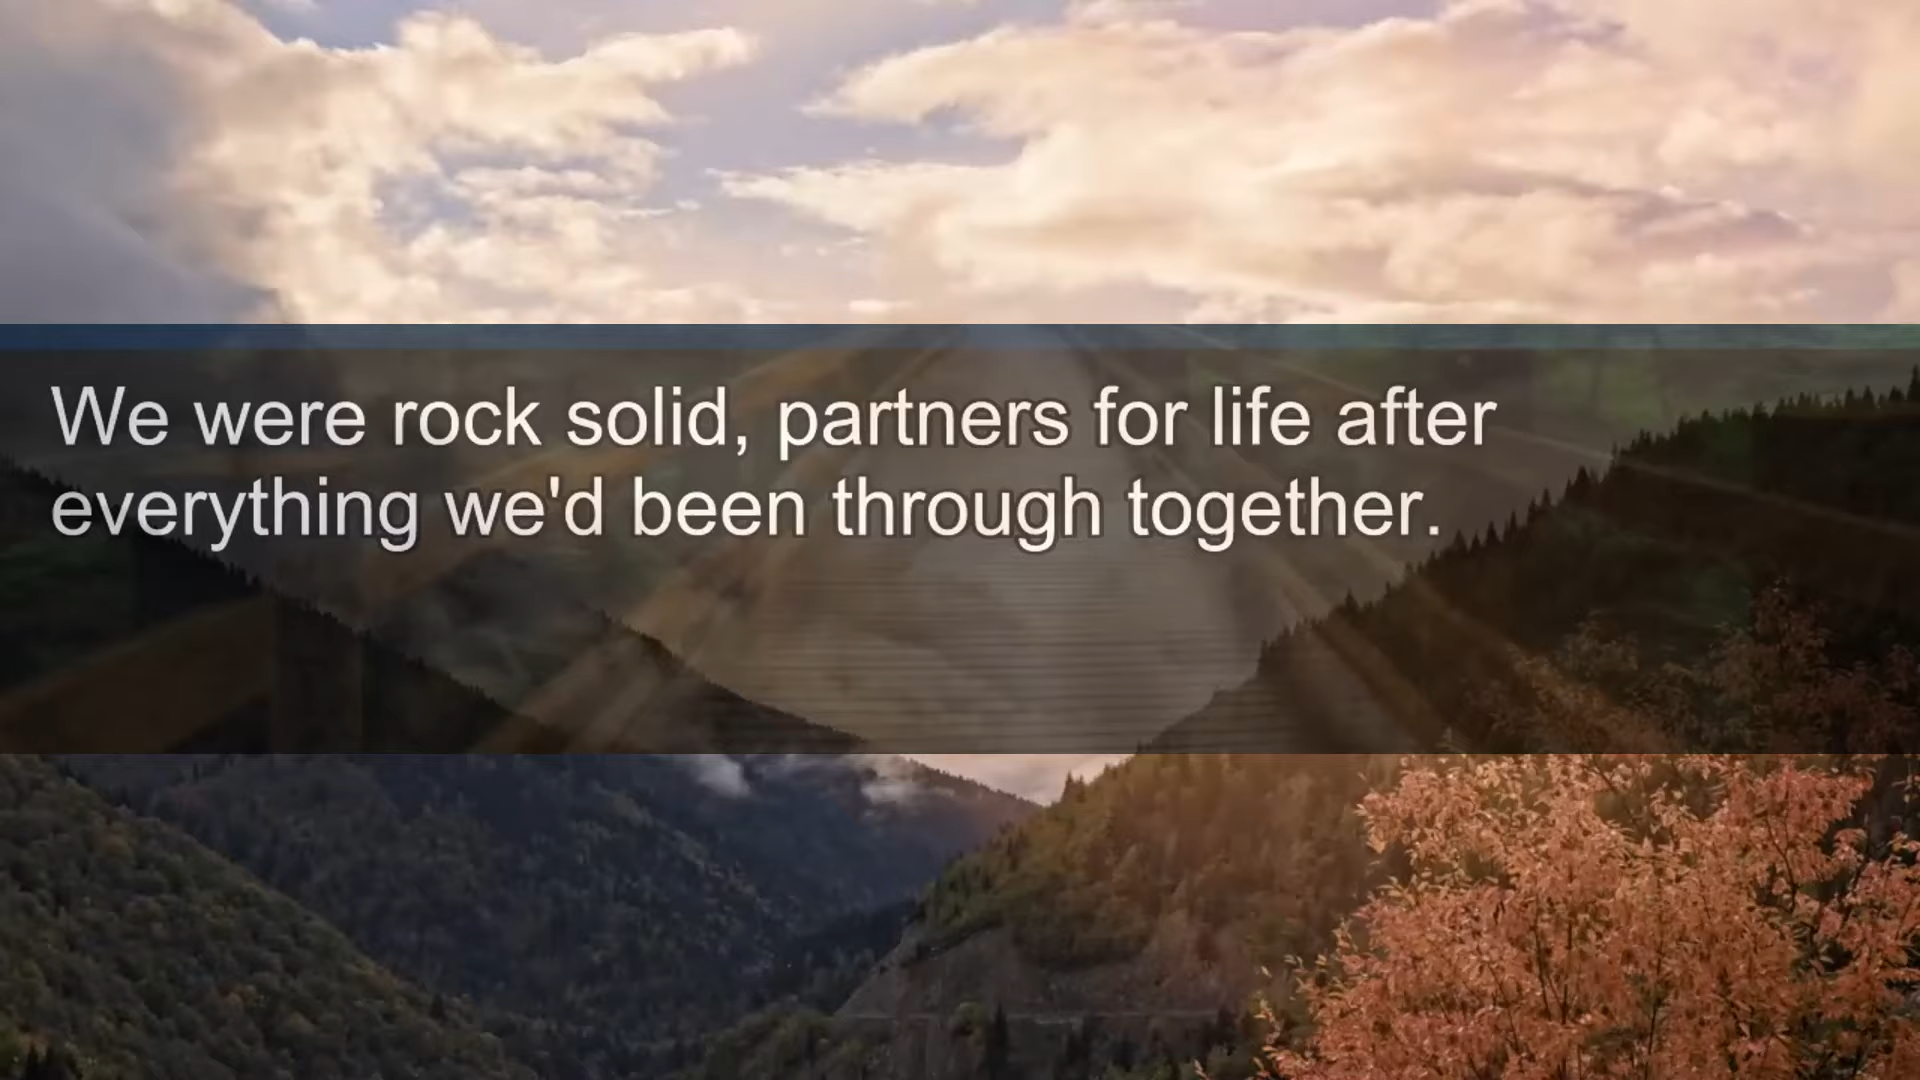 We were rock solid, partners for life after
everything we'd been through together.